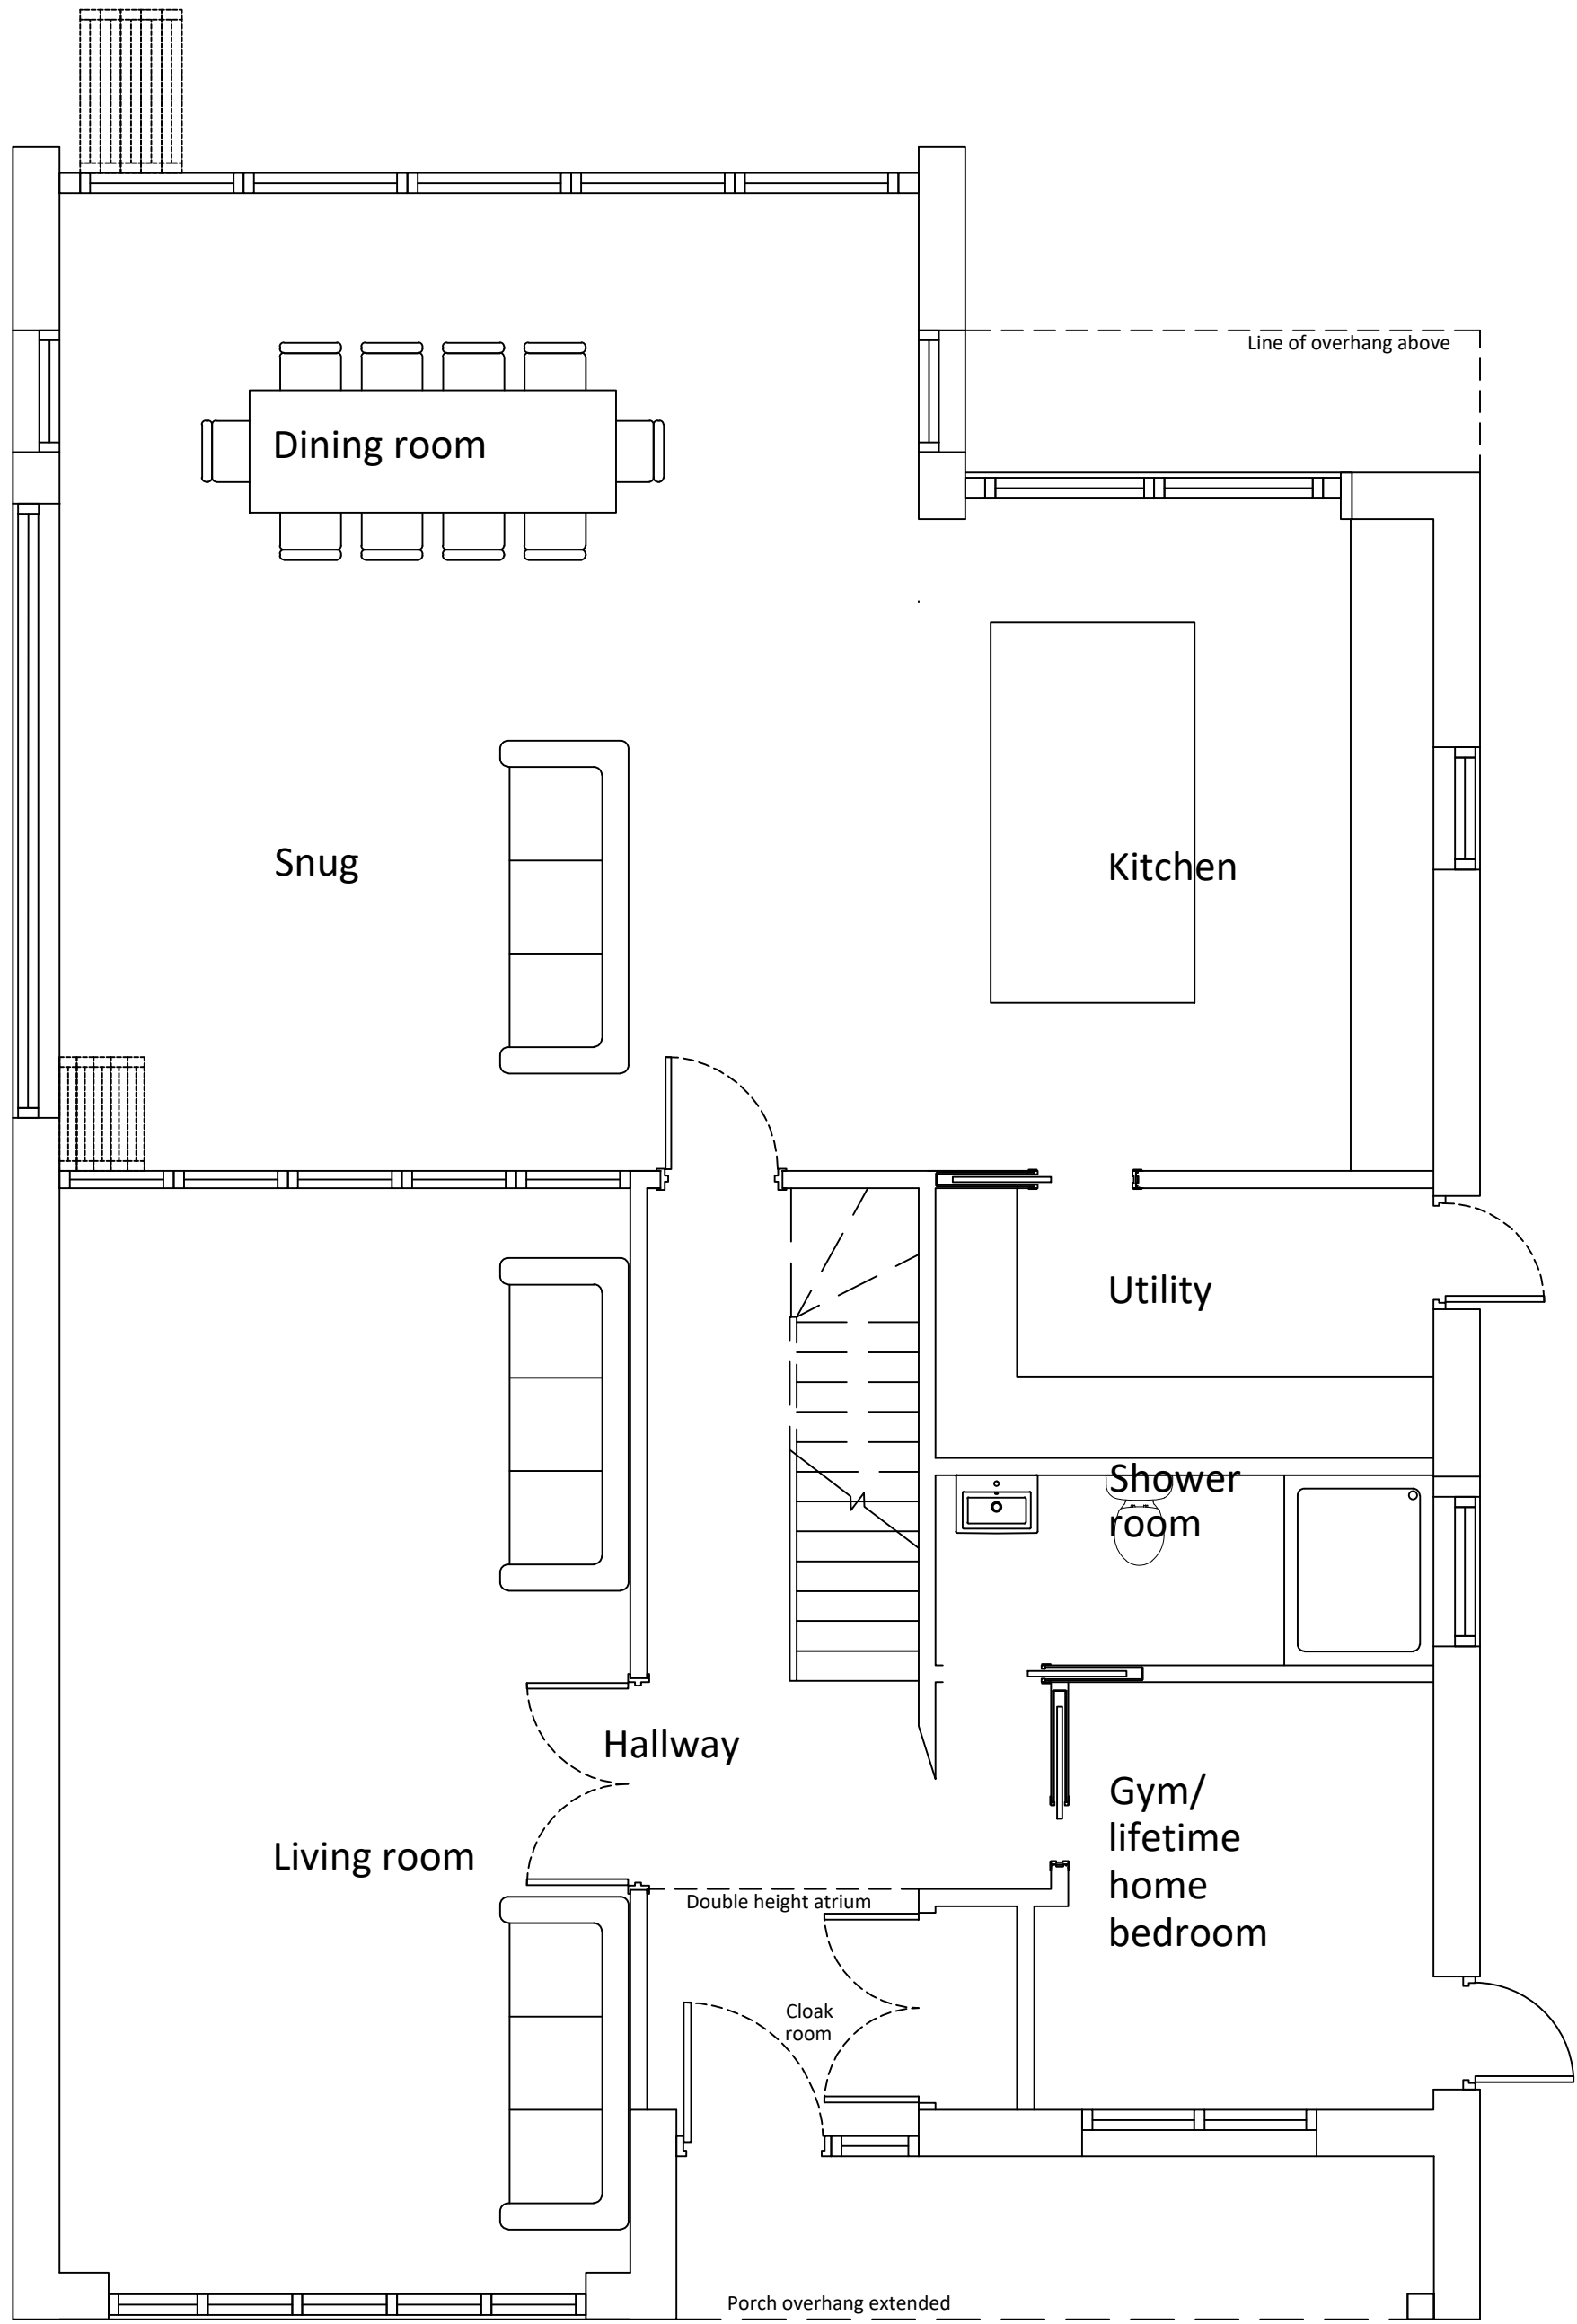 Line of overhang above
Dining room
Snug
Kitchen
Utility
Shower
room
Hallway
Gym/
lifetime
home
bedroom
Living room
Double height atrium
Cloak
room
Porch overhang extended